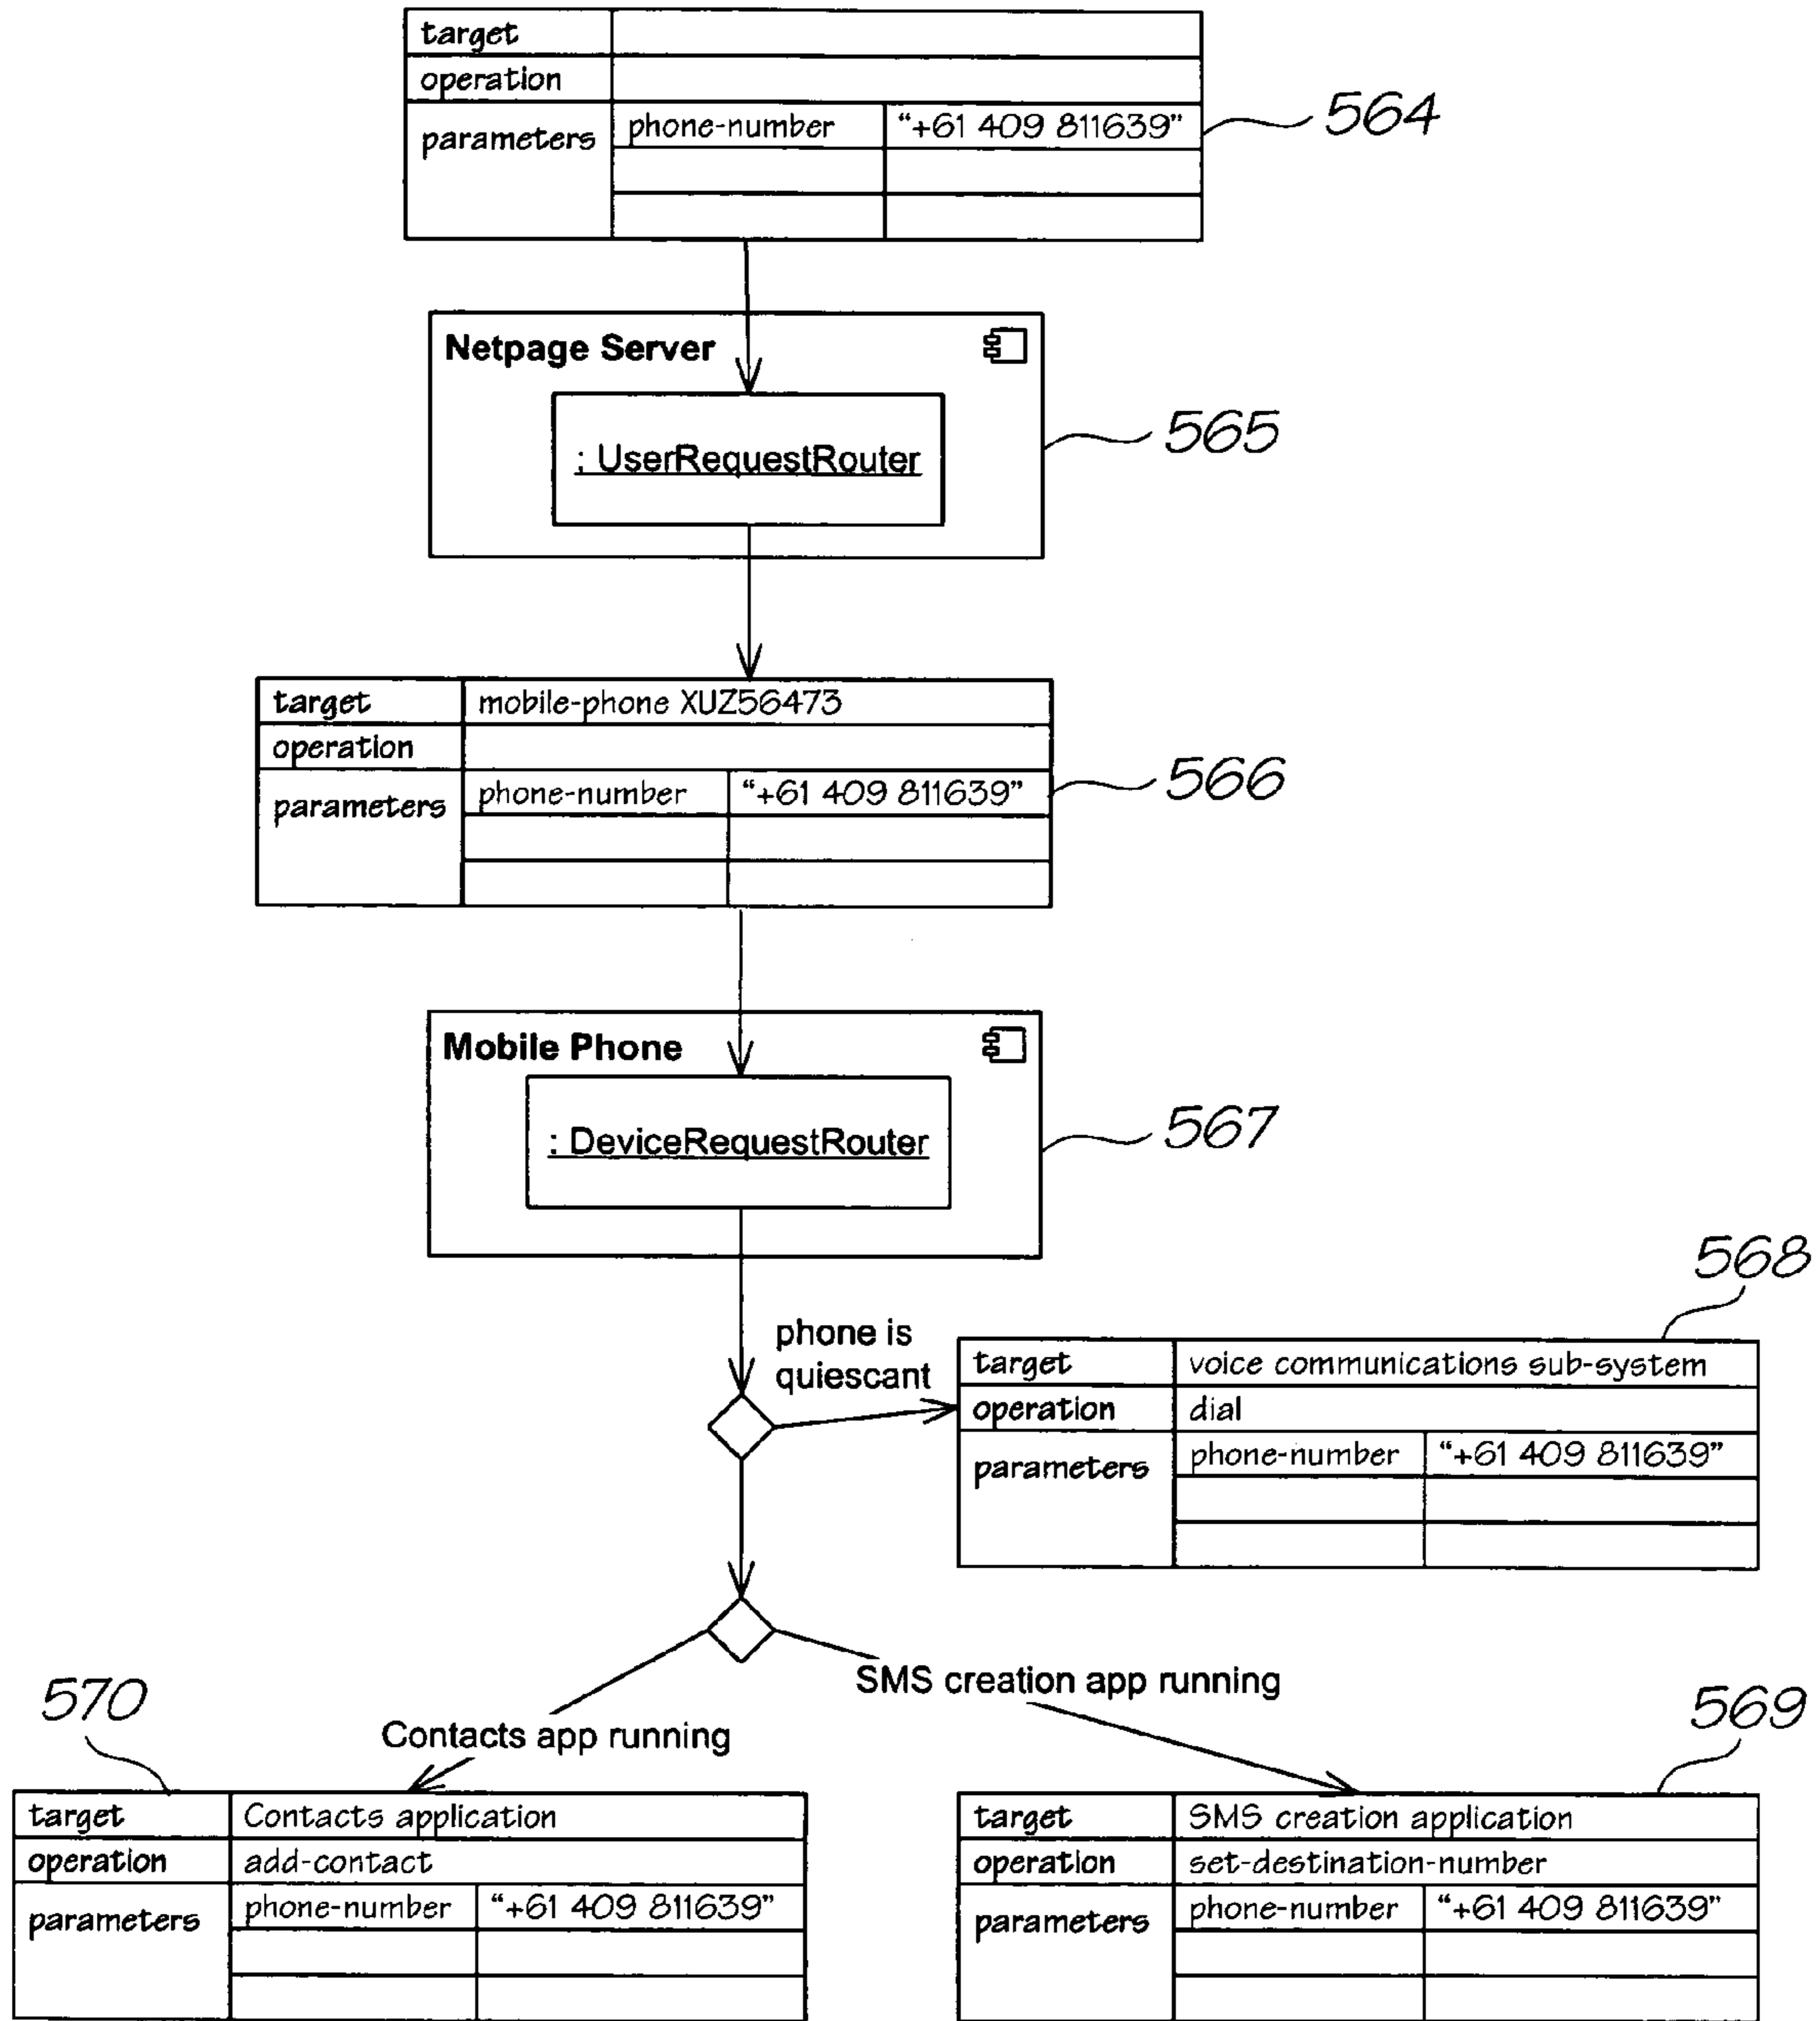 target
operation
parameters phone-number “+61 409 811639”
564
Netpage Server
: UserRequestRouter
565
target mobile-phone XUZ56473
operation
parameters phone-number “+61 409 811639”
566
Mobile Phone
: DeviceRequestRouter
567
phone is
quiescant
568
target voice communications sub-system
operation dial
parameters phone-number “+61 409 811639”
SMS creation app running
Contacts app running
570
target Contacts application
operation add-contact
parameters phone-number “+61 409 811639”
569
target SMS creation application
operation set-destination-number
parameters phone-number “+61 409 811639”